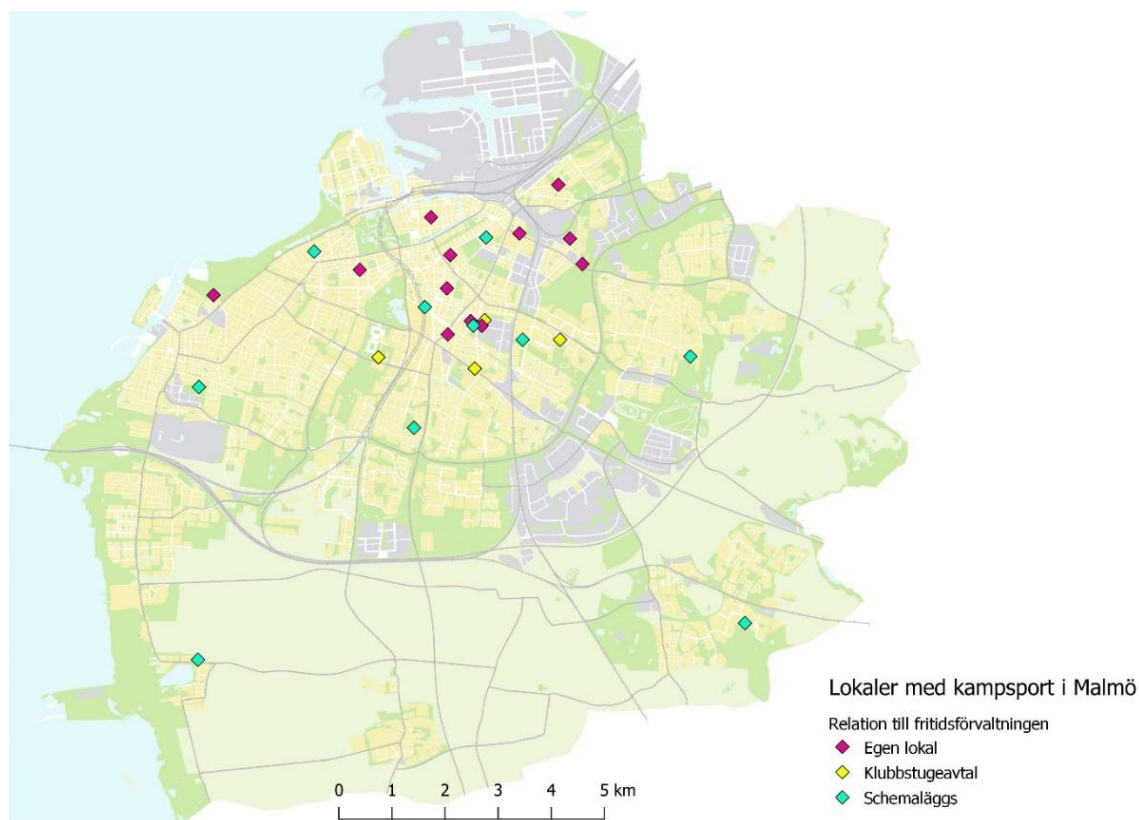 Lokaler med kampsport i Malmö
Relation till fritidsförvaltningen
Egen lokal
Klubbstugeavtal
Schemaläggs
0 1 2 3 4 5 km